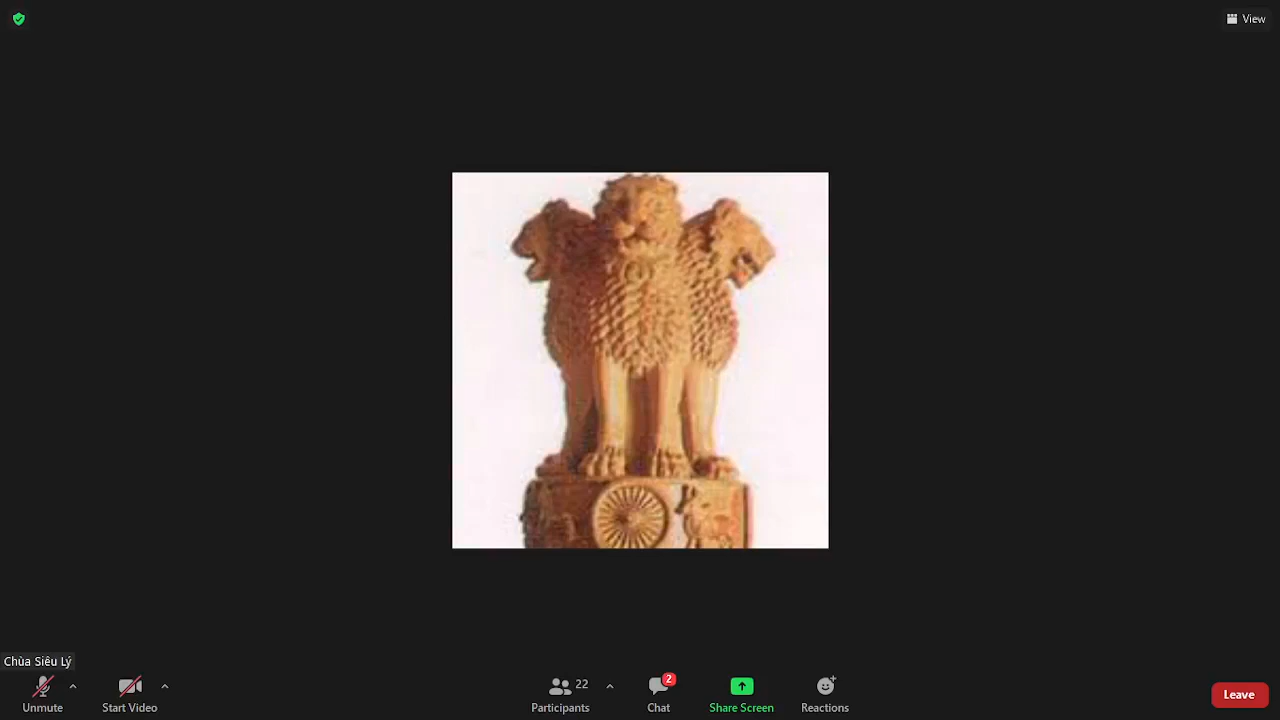 View
Chùa Siêu Lý
Unmute
Start Video
22
Participants
2
Chat
Share Screen
Reactions
Leave